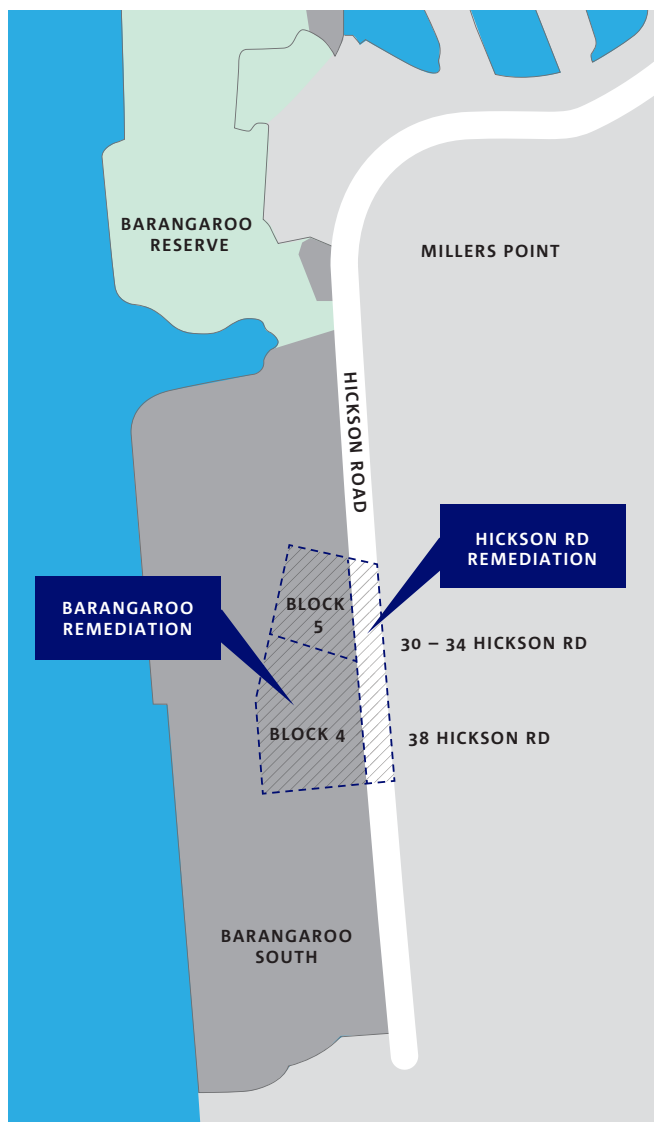 BARANGAROO
RESERVE
MILLERS POINT
HICKSON ROAD
HICKSON RD
REMEDIATION
BARANGAROO
REMEDIATION
BLOCK
5
30 – 34 HICKSON RD
BLOCK 4
38 HICKSON RD
BARANGAROO
SOUTH